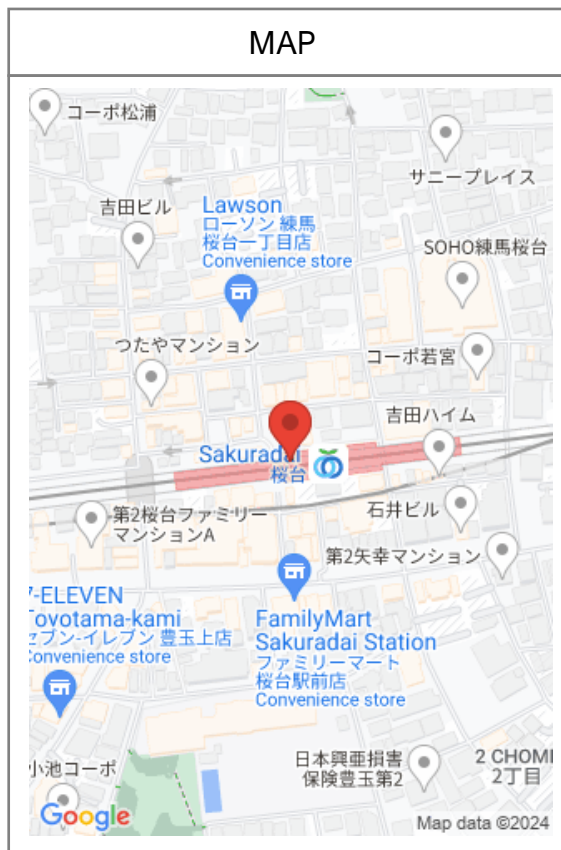 MAP
コーポ松浦
サニープレイス
吉田ビル
Lawson
ローソン 練馬
桜台一丁目店
Convenience store
SOHO練馬桜台
つたやマンション
コーポ若宮
吉田ハイム
Sakuradai
桜台
第2桜台ファミリー
マンションA
石井ビル
第2矢幸マンション
7-ELEVEN
Toyotama-kami
セブン-イレブン 豊玉上店
Convenience store
FamilyMart
Sakuradai Station
ファミリーマート
桜台駅前店
Convenience store
日本興亜損害
保険豊玉第2
2 CHOME
2丁目
小池コーポ
Google
Map data ©2024